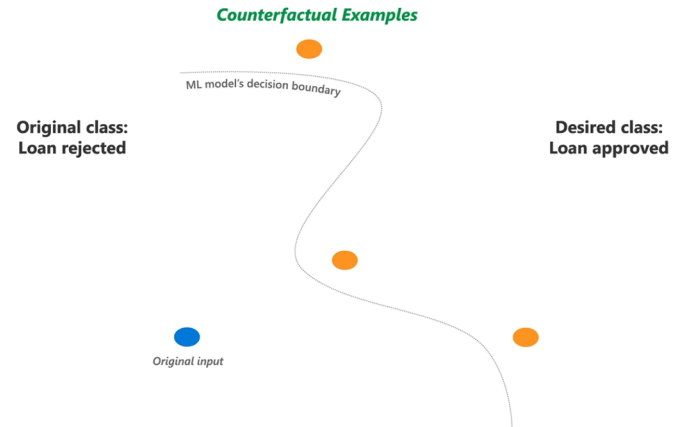 Counterfactual Examples
ML model's decision boundary
Original class:
Loan rejected
Desired class:
Loan approved
Original input